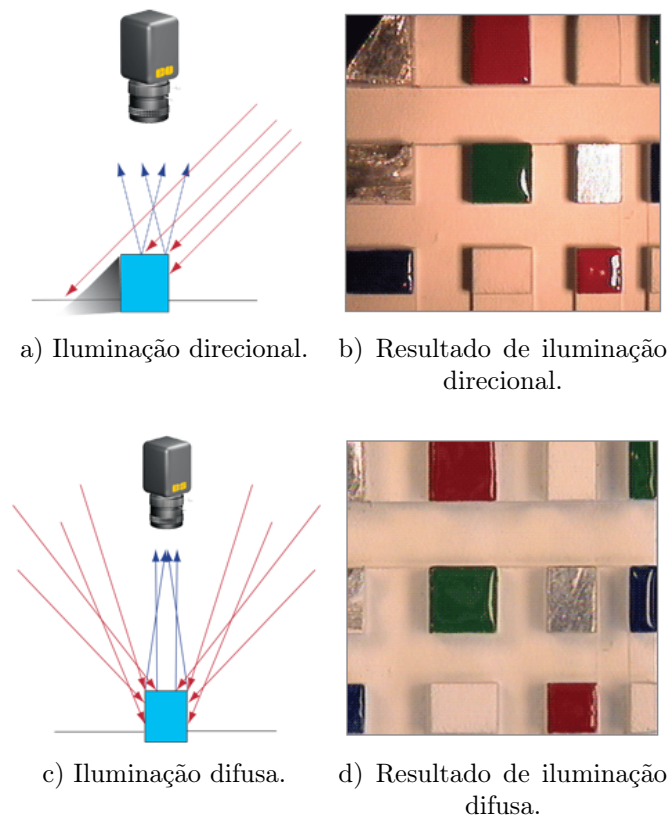 a) Iluminação direcional.
b) Resultado de iluminação
direcional.
c) Iluminação difusa.
d) Resultado de iluminação
difusa.